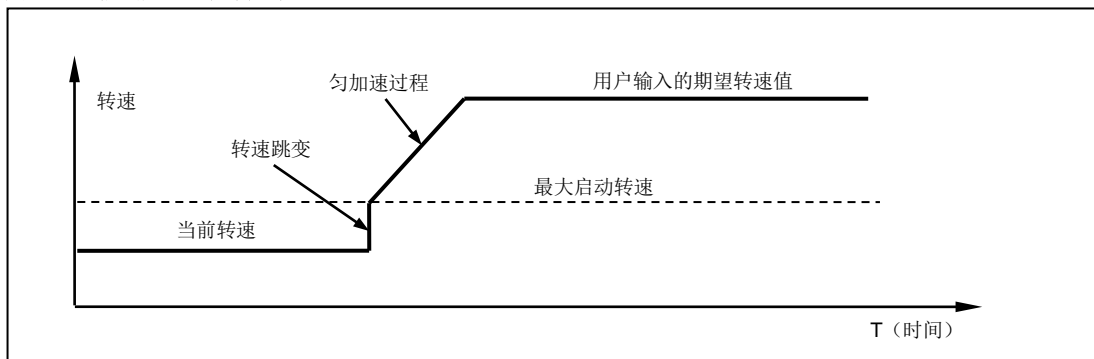 匀加速过程
用户输入的期望转速值
转速
转速跳变
最大启动转速
当前转速
T（时间）